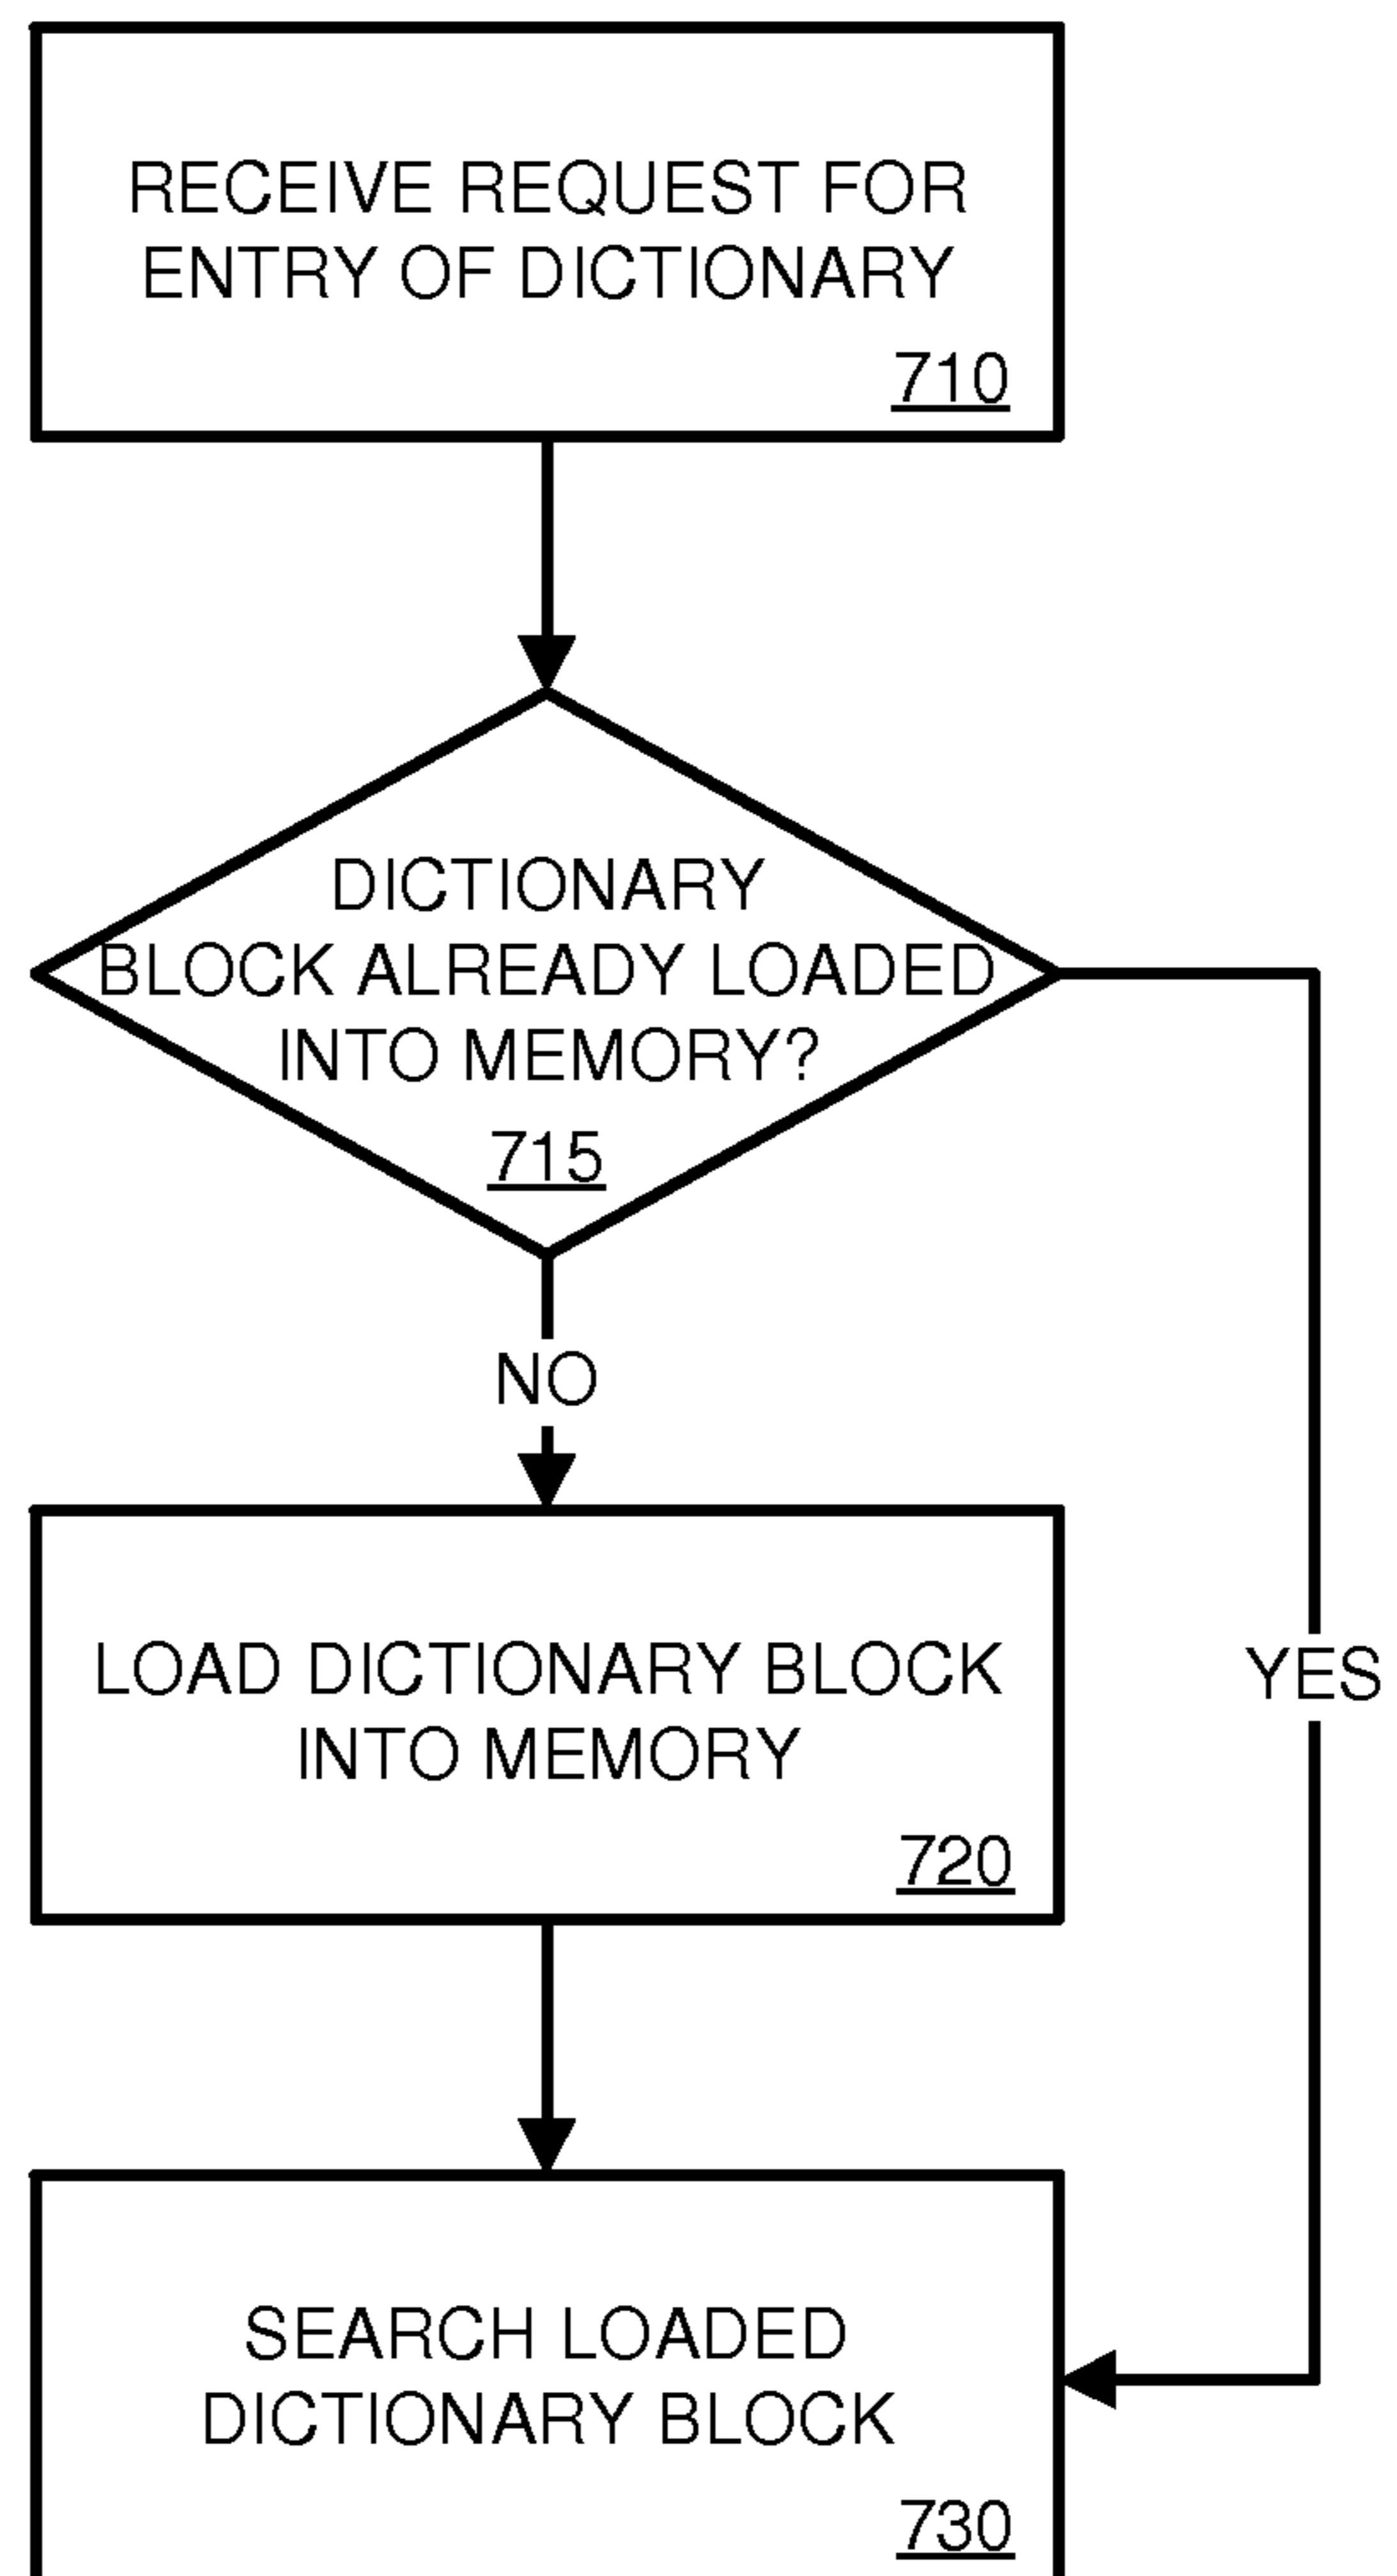 RECEIVE REQUEST FOR
ENTRY OF DICTIONARY
710
DICTIONARY
BLOCK ALREADY LOADED
INTO MEMORY?
715
NO
LOAD DICTIONARY BLOCK
INTO MEMORY
720
YES
SEARCH LOADED
DICTIONARY BLOCK
730